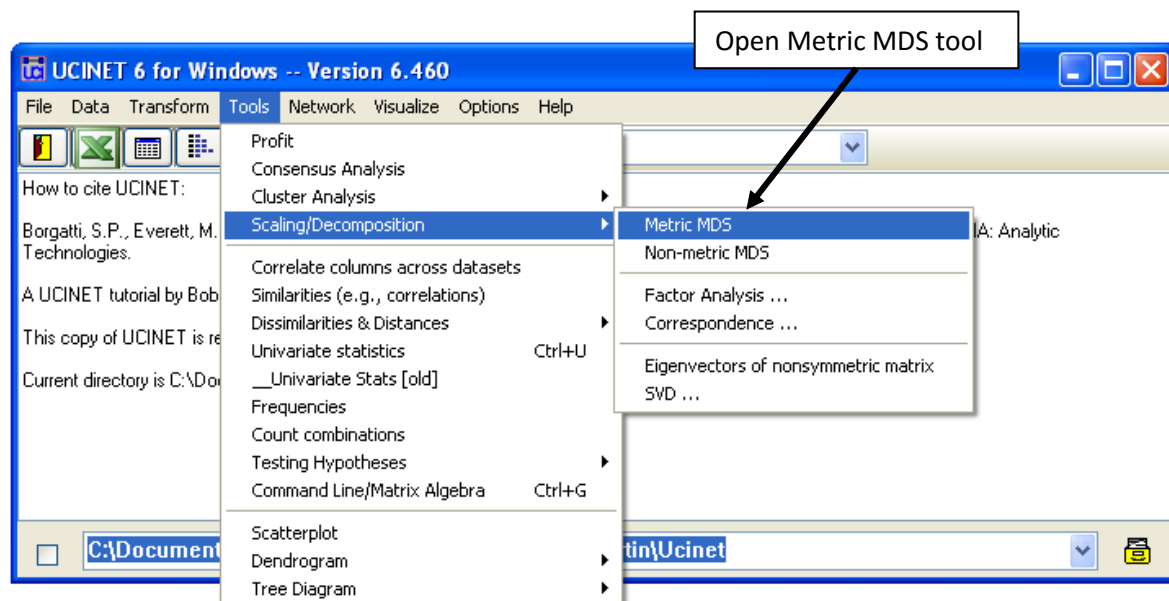 Open Metric MDS tool
UCINET 6 for Windows -- Version 6.460
File Data Transform Tools Network Visualize Options Help
How to cite UCINET:
Borgatti, S.P., Everett, M.
IA: Analytic
Technologies.
A UCINET tutorial by Bob
This copy of UCINET is re
Current directory is C:\Do
Profit
Consensus Analysis
Cluster Analysis
Scaling/Decomposition
Correlate columns across datasets
Similarities (e.g., correlations)
Dissimilarities & Distances
Univariate statistics Ctrl+U
__Univariate Stats [old]
Frequencies
Count combinations
Testing Hypotheses
Command Line/Matrix Algebra Ctrl+G
Scatterplot
Dendrogram
Tree Diagram
Metric MDS
Non-metric MDS
Factor Analysis ...
Correspondence ...
Eigenvectors of nonsymmetric matrix
SVD ...
C:\Document
tin\Ucinet